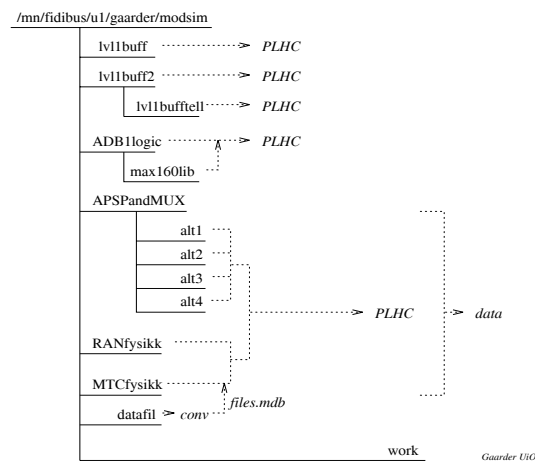 /mn/fidibus/u1/gaarder/modsim
lvl1buff PLHC
lvl1buff2 PLHC
lvl1bufftell PLHC
ADB1logic PLHC
max160lib
APSPandMUX
alt1
alt2
alt3
alt4
PLHC data
RANfysikk
MTCfysikk
files.mdb
datafil conv
work
Gaarder UiO